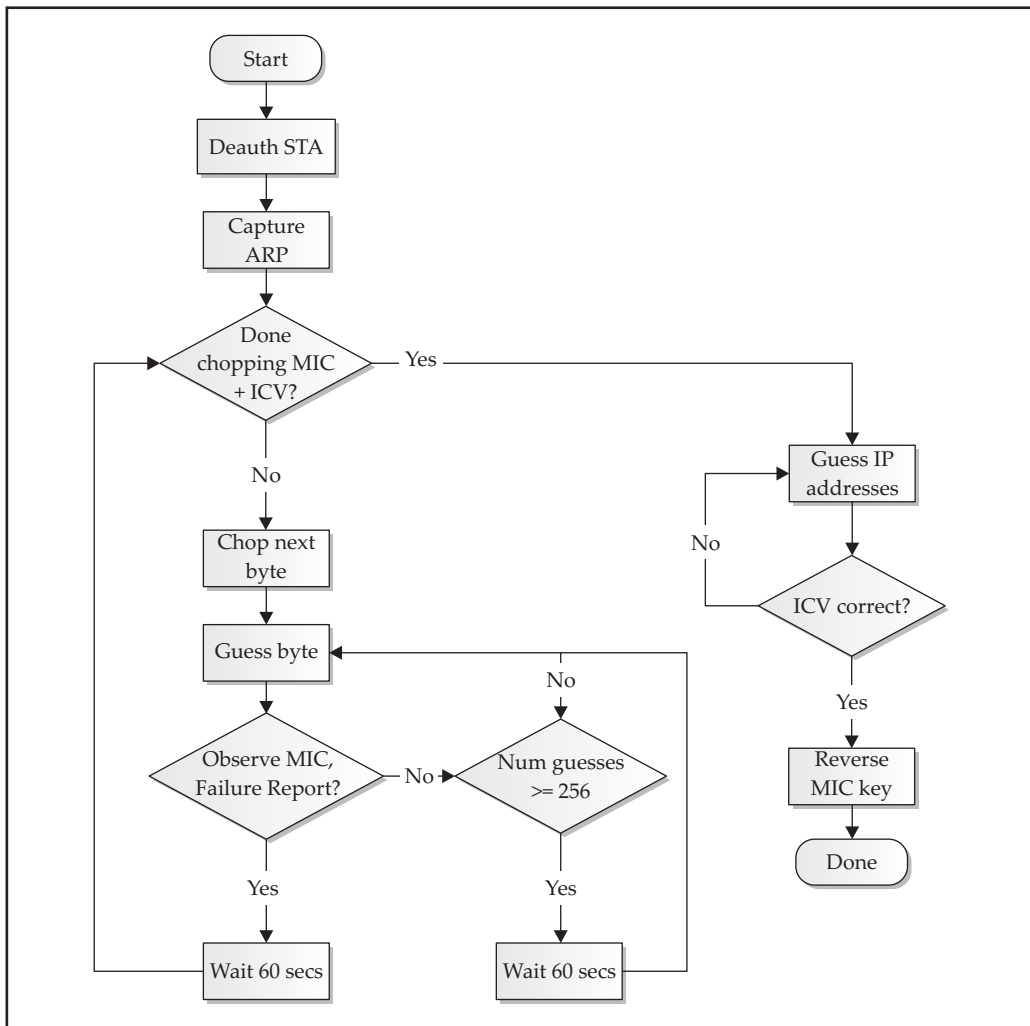 Start
Deauth STA
Capture
ARP
Done
chopping MIC
+ ICV?
Yes
No
Chop next
byte
Guess byte
Observe MIC,
Failure Report?
No
Num guesses
>= 256
No
Yes
Wait 60 secs
Yes
Wait 60 secs
Guess IP
addresses
No
ICV correct?
Yes
Reverse
MIC key
Done